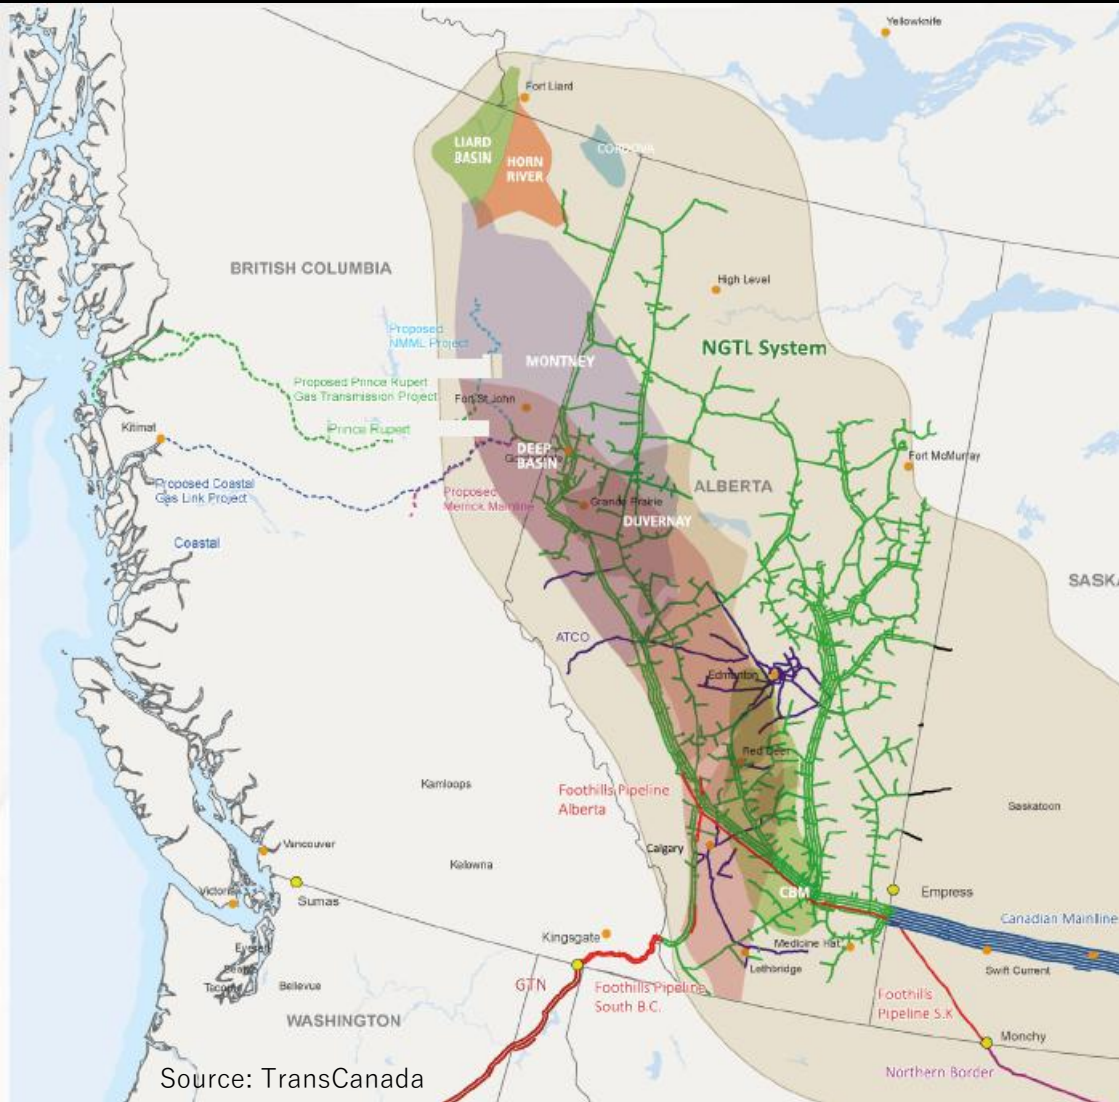 Yellowknife
Fort Liard
LIARD
BASIN
HORN
RIVER
CORDOVA
BRITISH COLUMBIA
High Level
Proposed
NMML Project
NGTL System
MONTNEY
Proposed Prince Rupert
Gas Transmission Project
Fort St John
Kitimat
Prince Rupert
DEEP
BASIN
Fort McMurray
Proposed Coastal
Gas Link Project
Proposed
Merrick Mainline
ALBERTA
Grande Prairie
DUVERNAY
Coastal
SASKA
ATCO
Edmonton
Red Deer
Kamloops
Foothills Pipeline
Alberta
Saskatoon
Vancouver
Calgary
Kelowna
Victoria
Sumas
CBM
Empress
Canadian Mainline
Kingsgate
Medicine Hat
Everett
Seattle
Tacoma
Bellevue
Lethbridge
Swift Current
GTN
Foothills Pipeline
South B.C.
Foothills
Pipeline S.K
WASHINGTON
Monchy
Northern Border
Source: TransCanada